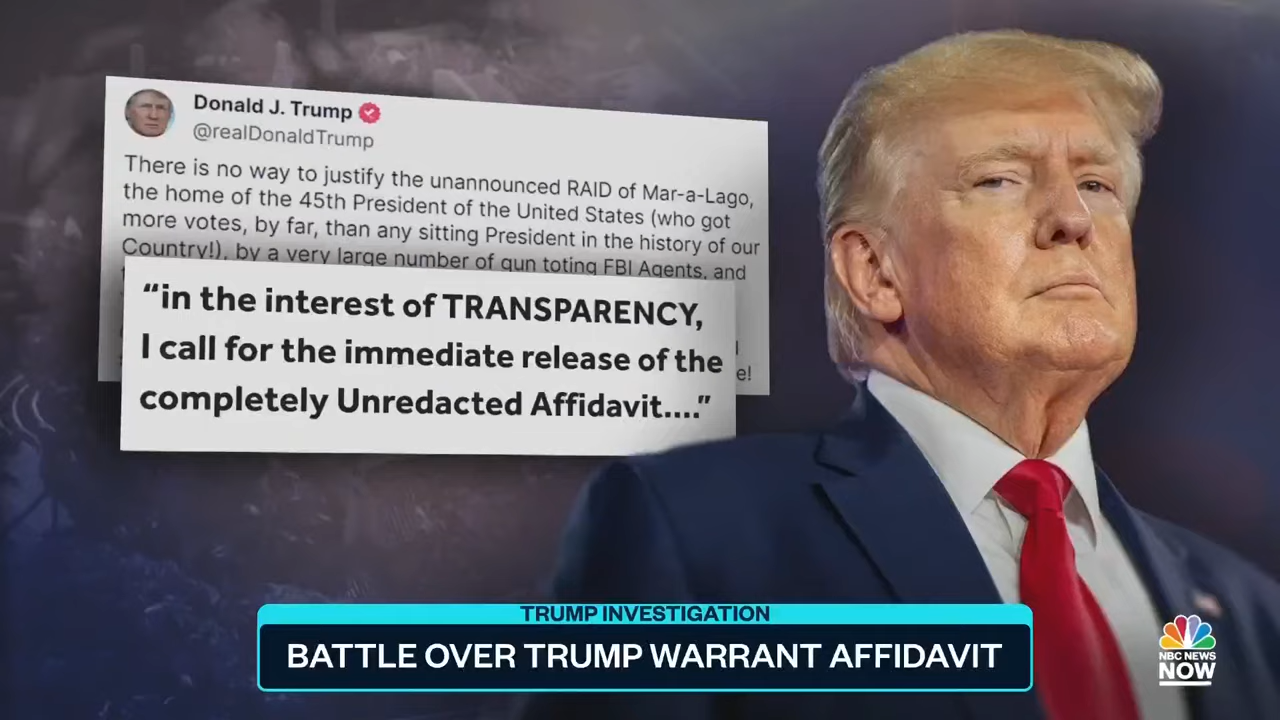 Donald J. Trump
@realDonaldTrump
There is no way to justify the unannounced RAID of Mar-a-Lago,
the home of the 45th President of the United States (who got
more votes, by far, than any sitting President in the history of our
Country!), by a very large number of gun toting FBI Agents, and
e!
“in the interest of TRANSPARENCY,
I call for the immediate release of the
completely Unredacted Affidavit....”
TRUMP INVESTIGATION
BATTLE OVER TRUMP WARRANT AFFIDAVIT
NBC NEWS
NOW